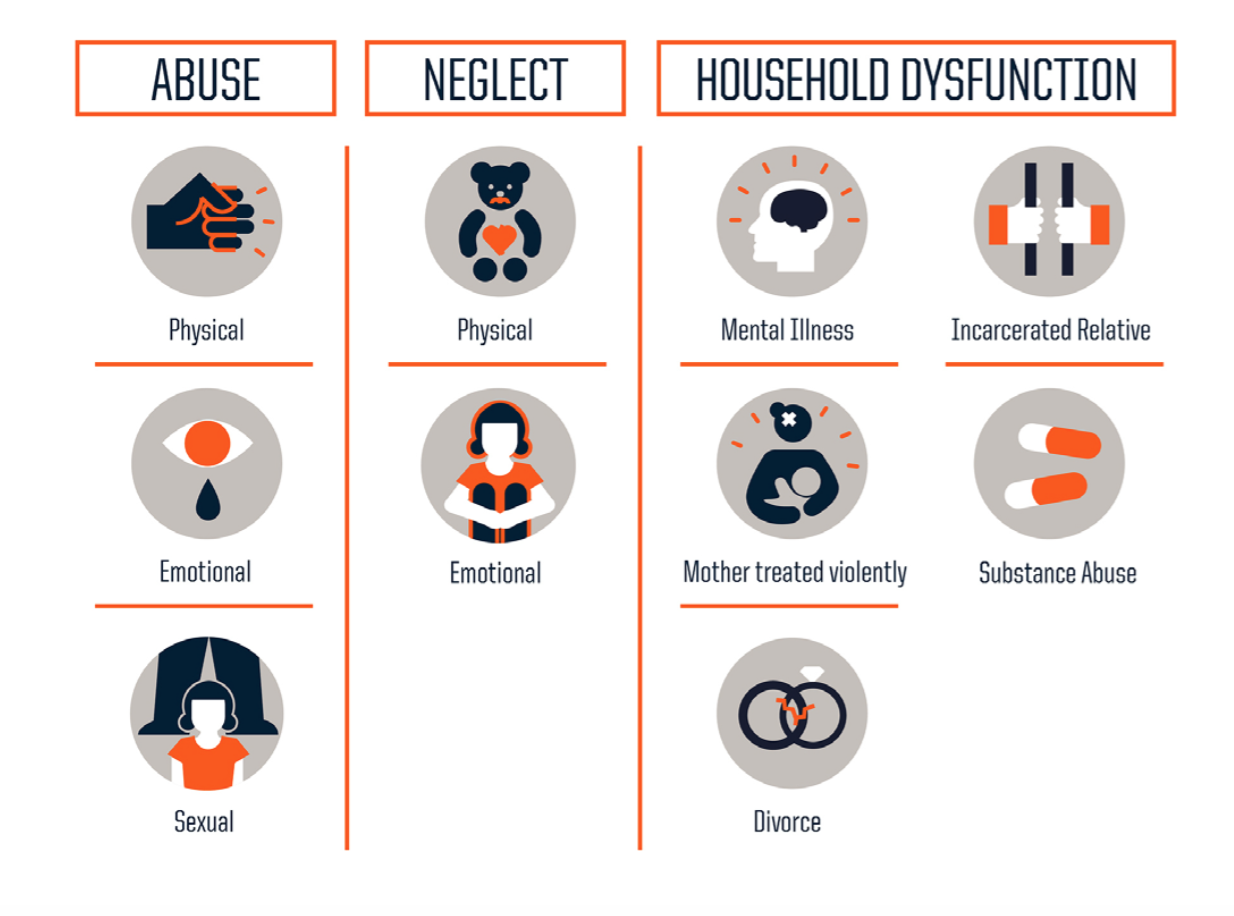 ABUSE
NEGLECT
HOUSEHOLD DYSFUNCTION
Physical
Physical
Mental Illness
Incarcerated Relative
Emotional
Emotional
Mother treated violently
Substance Abuse
Sexual
Divorce